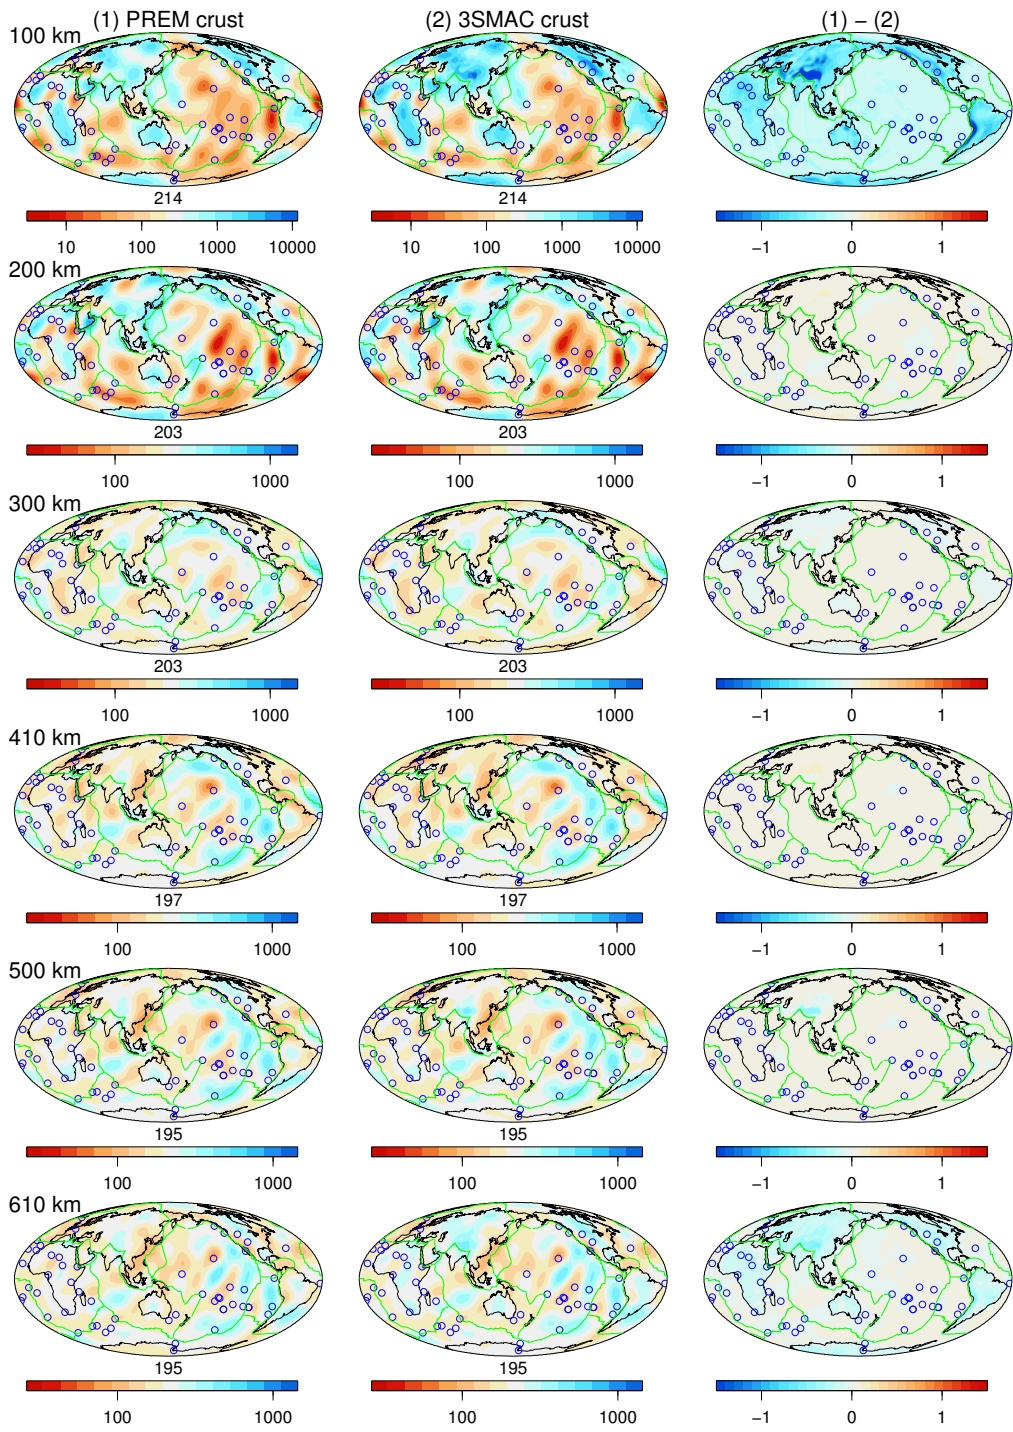 (1) PREM crust (2) 3SMAC crust (1) − (2)
100 km
214 214
10 100 1000 10000 10 100 1000 10000 −1 0 1
200 km
203 203
100 1000 100 1000 −1 0 1
300 km
203 203
100 1000 100 1000 −1 0 1
410 km
197 197
100 1000 100 1000 −1 0 1
500 km
195 195
100 1000 100 1000 −1 0 1
610 km
195 195
100 1000 100 1000 −1 0 1